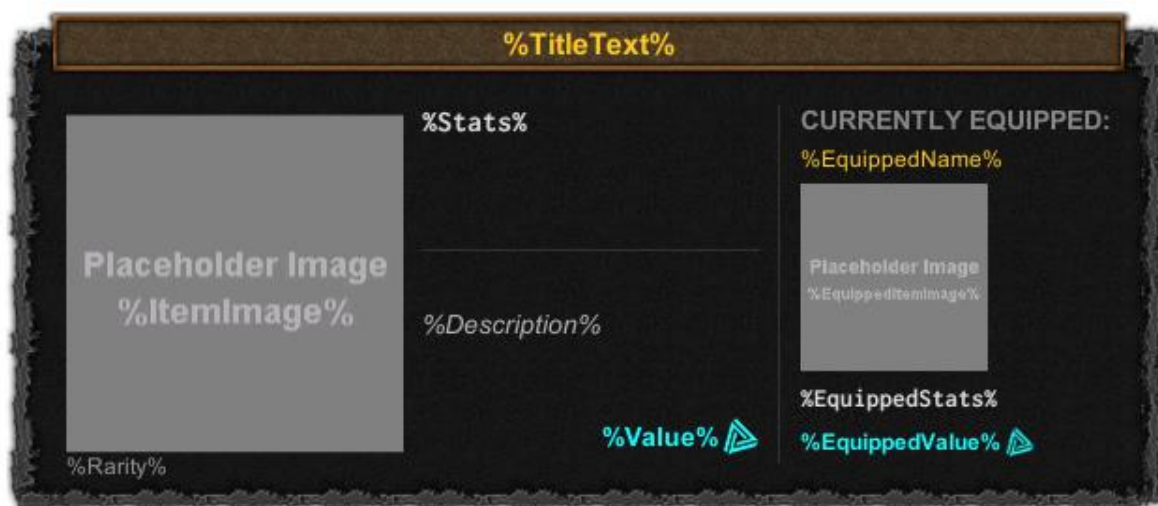 %TitleText%
Placeholder Image
%ItemImage%
%Rarity%
%Stats%
%Description%
%Value%
CURRENTLY EQUIPPED:
%EquippedName%
Placeholder Image
%EquippedItemImage%
%EquippedStats%
%EquippedValue%